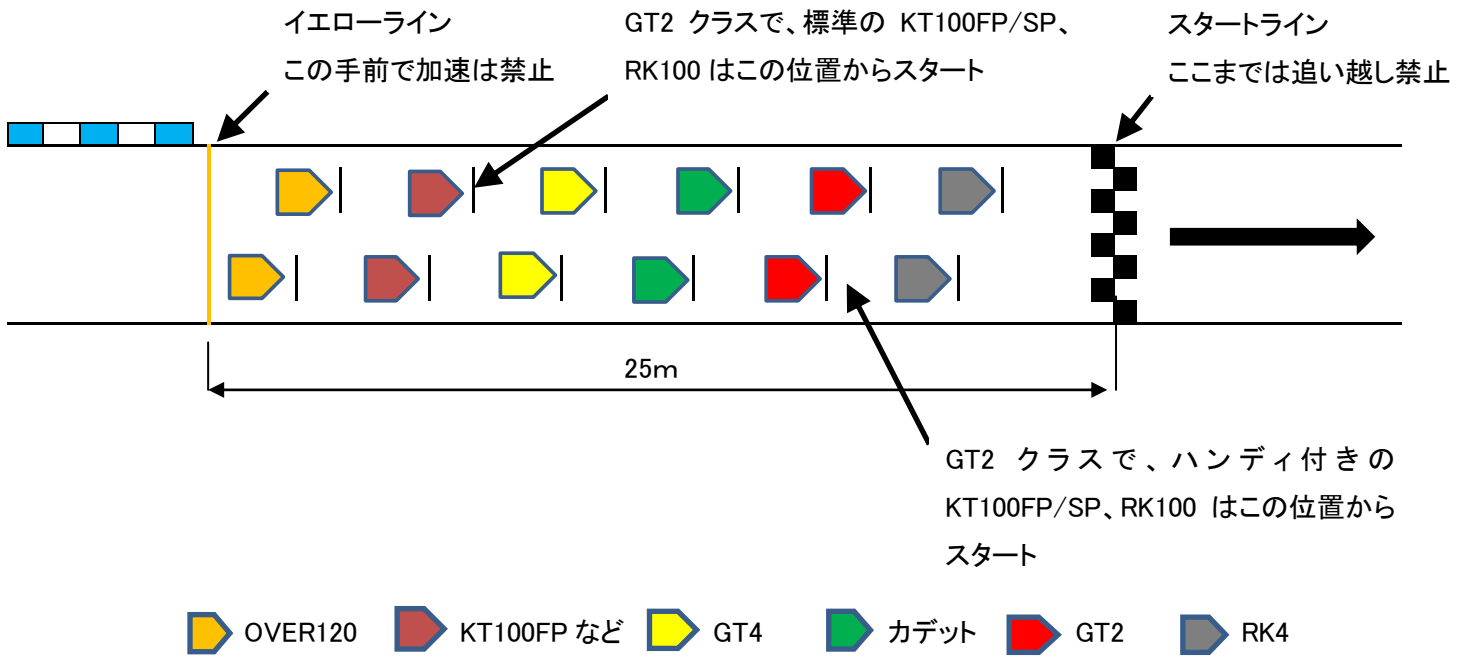 イエローライン
この手前で加速は禁止
GT2 クラスで、標準の KT100FP/SP、
RK100 はこの位置からスタート
スタートライン
ここまでは追い越し禁止
25m
GT2 クラスで、ハンディ付きの
KT100FP/SP、RK100 はこの位置から
スタート
OVER120
KT100FP など
GT4
カデット
GT2
RK4